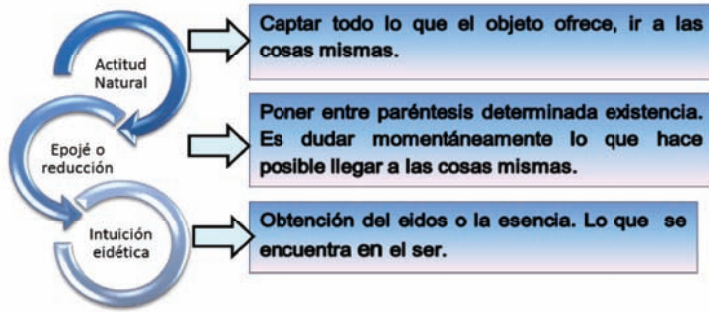 Actitud
Natural
Captar todo lo que el objeto ofrece, ir a las
cosas mismas.
Epojé o
reducción
Poner entre paréntesis determinada existencia.
Es dudar momentáneamente lo que hace
posible llegar a las cosas mismas.
Intuición
eidética
Obtención del eidos o la esencia. Lo que se
encuentra en el ser.